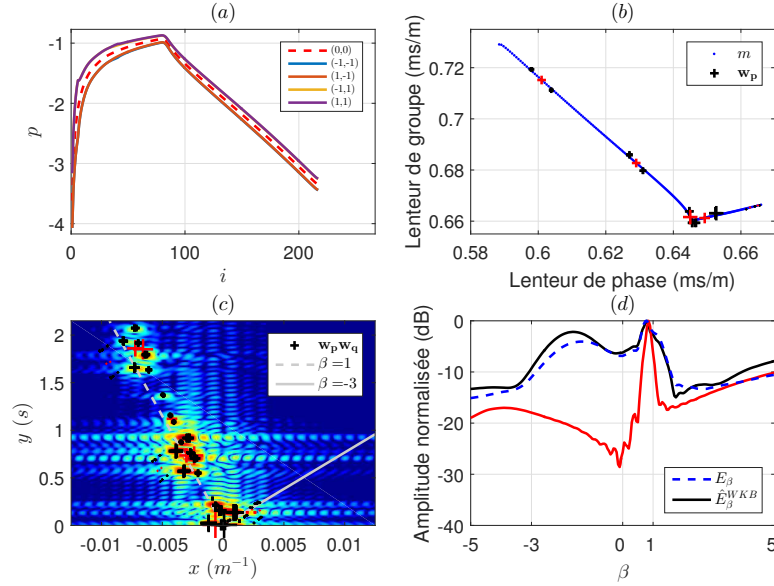 (a)
-1
-2
-3
-4
0
100
200
p
i
(0,0)
(-1,-1)
(1,-1)
(-1,1)
(1,1)
(b)
0.72
0.7
0.68
0.66
0.58
0.6
0.62
0.64
0.66
Lenteur de groupe (ms/m)
Lenteur de phase (ms/m)
m
wₚ
(c)
2
1.5
1
0.5
0
-0.01
-0.005
0
0.005
0.01
y (s)
x (m⁻¹)
wₚw_q
β =1
β =-3
(d)
0
-10
-20
-30
-40
-5
0
1
5
Amplitude normalisée (dB)
β
E_β
Ê_β^WKB